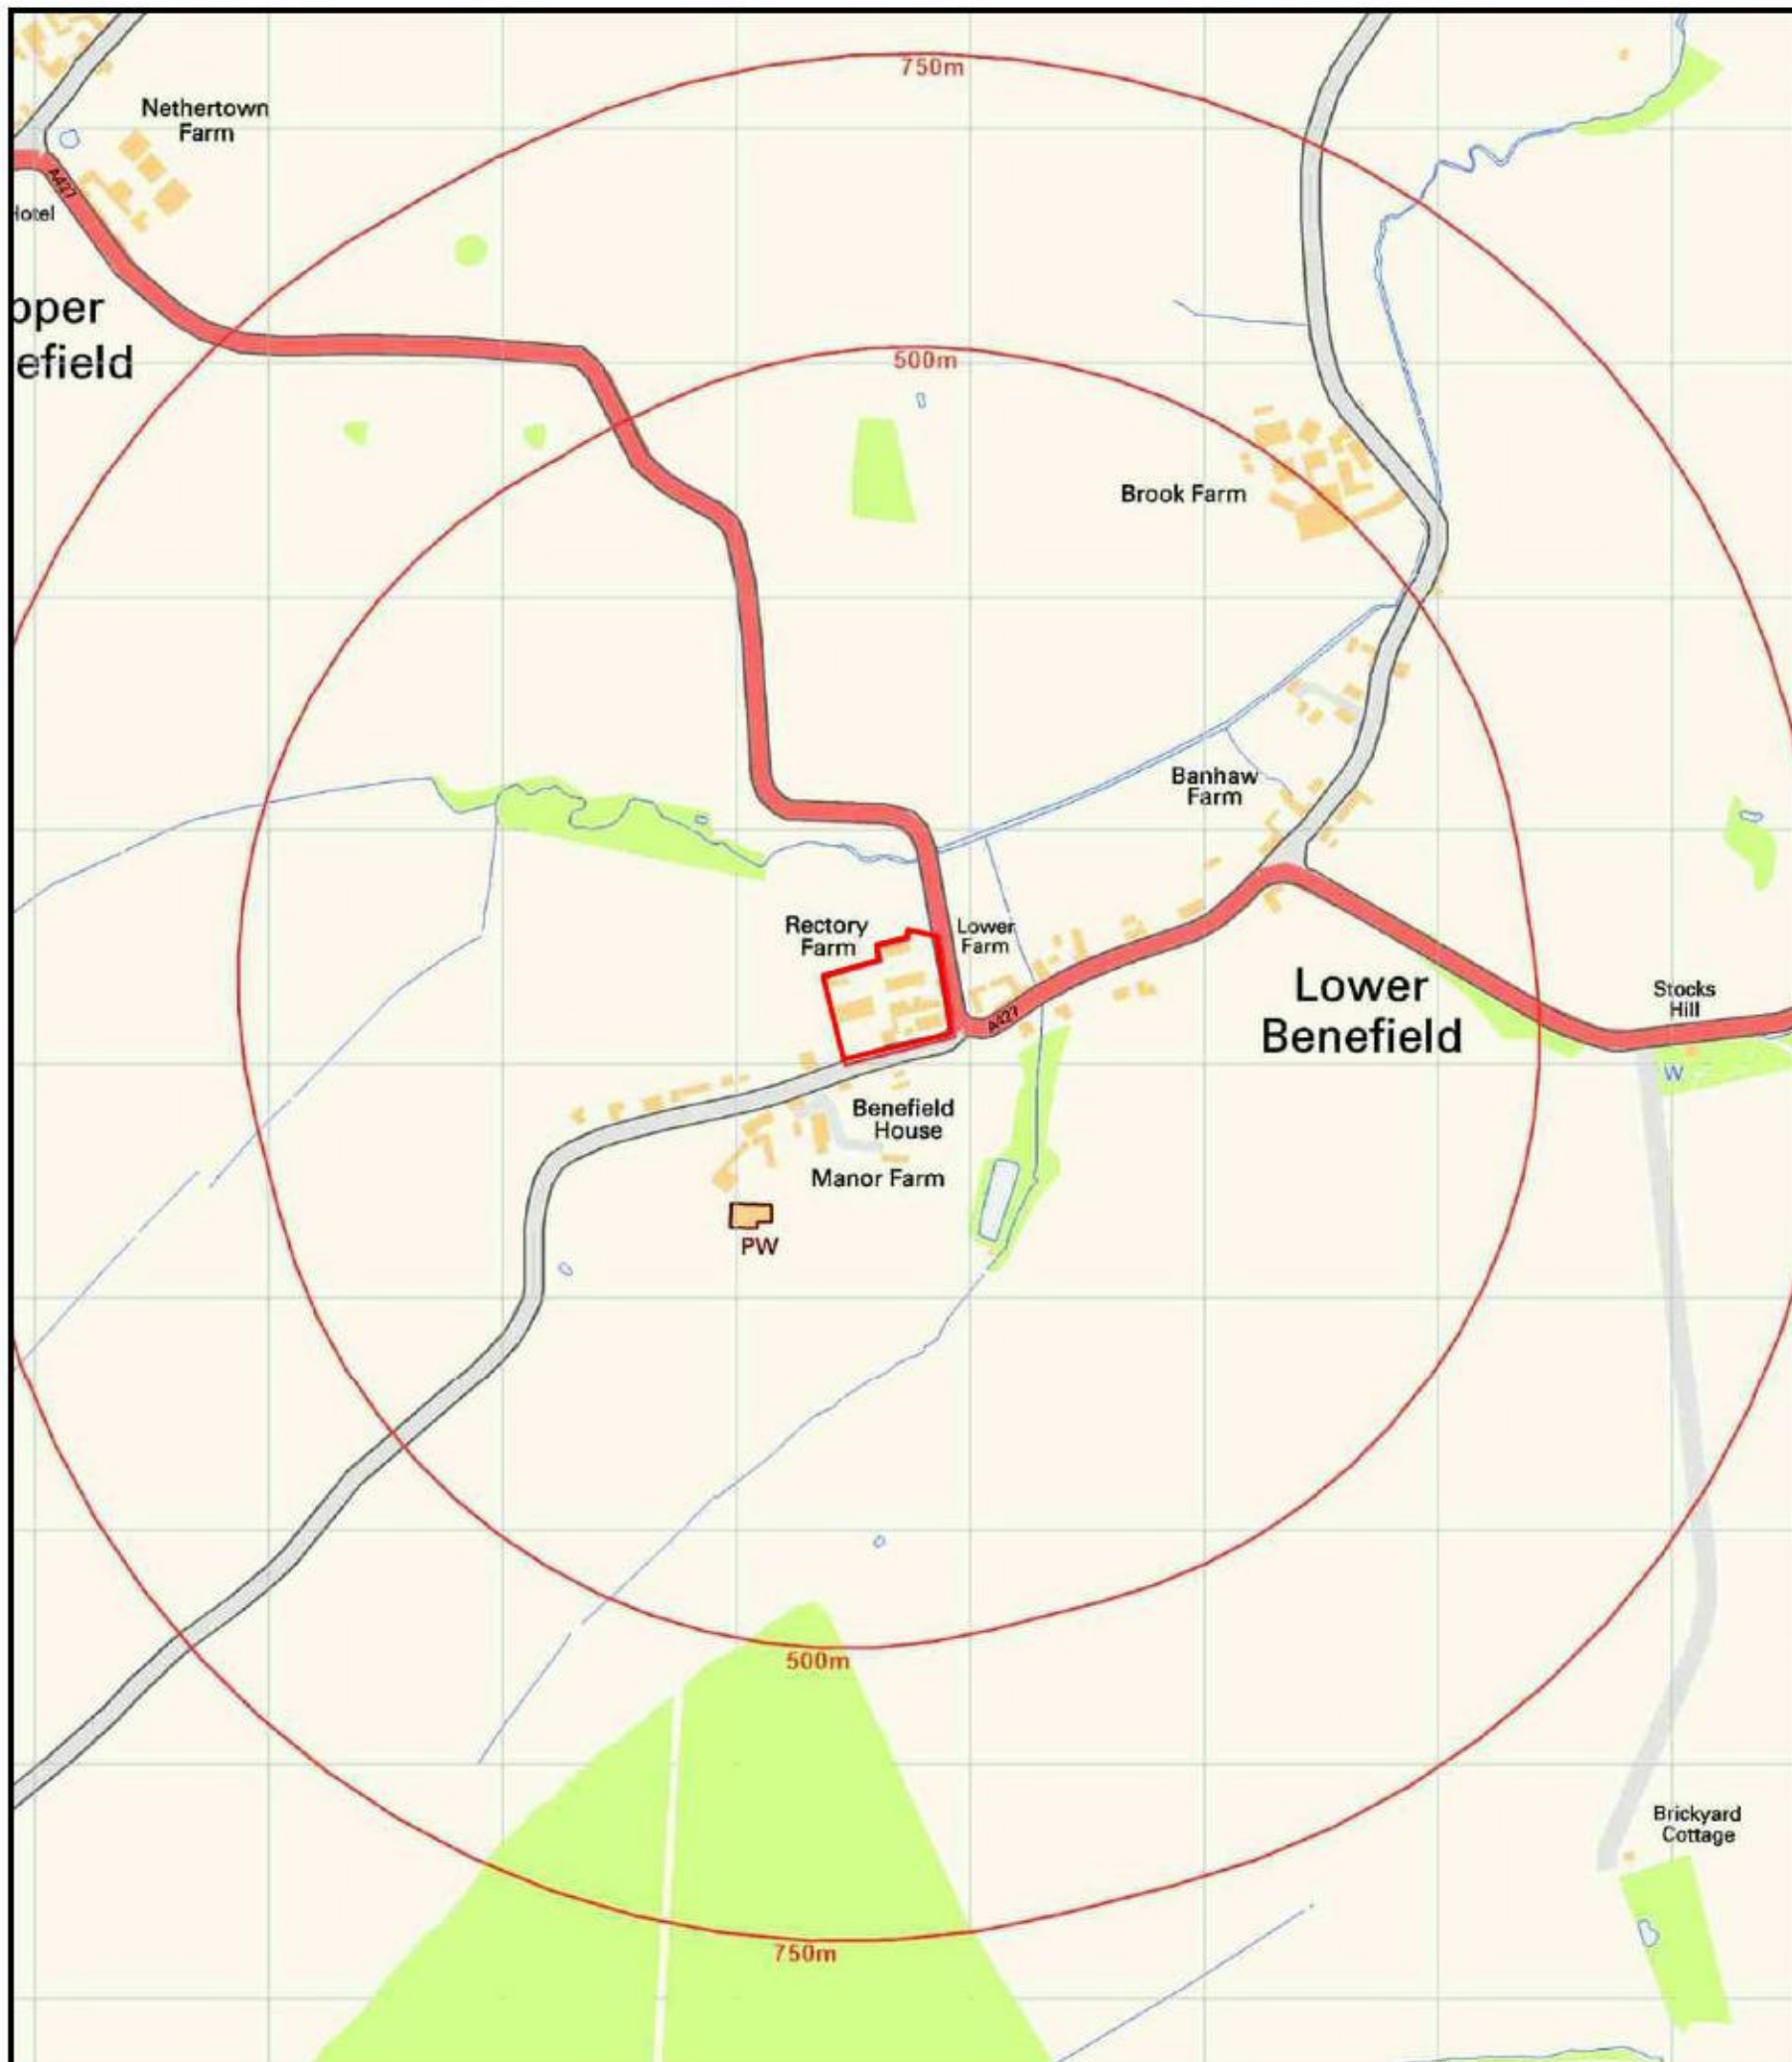 750m
Nethertown
Farm
A427
Hotel
pper
efield
500m
Brook Farm
Banhaw
Farm
Rectory
Farm
Lower
Farm
A427
Lower
Benefield
Stocks
Hill
W
Benefield
House
Manor Farm
PW
500m
Brickyard
Cottage
750m